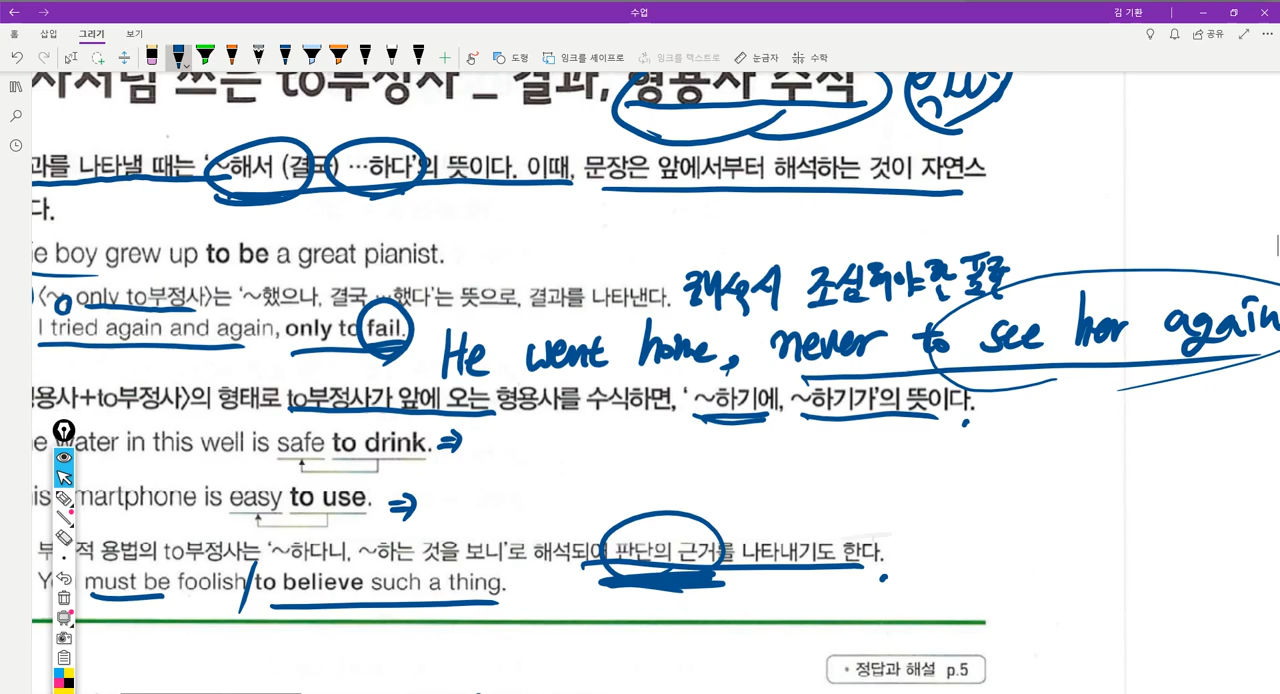 수업
김 기환
홈 삽입 그리기 보기
공유
도형 잉크를 셰이프로 잉크를 텍스트로 눈금자 수학
사처럼 쓰는 to부정사 _ 결과, 형용사 수식
과를 나타낼 때는 ‘~해서 (결국) …하다’의 뜻이다. 이때, 문장은 앞에서부터 해석하는 것이 자연스
다.
boy grew up to be a great pianist.
〈~ only to부정사〉는 ‘~했으나, 결국 …했다’는 뜻으로, 결과를 나타낸다.
해석시 조심해야 할 표현
I tried again and again, only to fail.
He went home, never to see her again
용사+to부정사〉의 형태로 to부정사가 앞에 오는 형용사를 수식하면, ‘~하기에, ~하기가’의 뜻이다.
water in this well is safe to drink. ⇒
smartphone is easy to use. ⇒
부 적 용법의 to부정사는 ‘~하다니, ~하는 것을 보니’로 해석되어 판단의 근거를 나타내기도 한다.
must be foolish / to believe such a thing.
• 정답과 해설 p.5